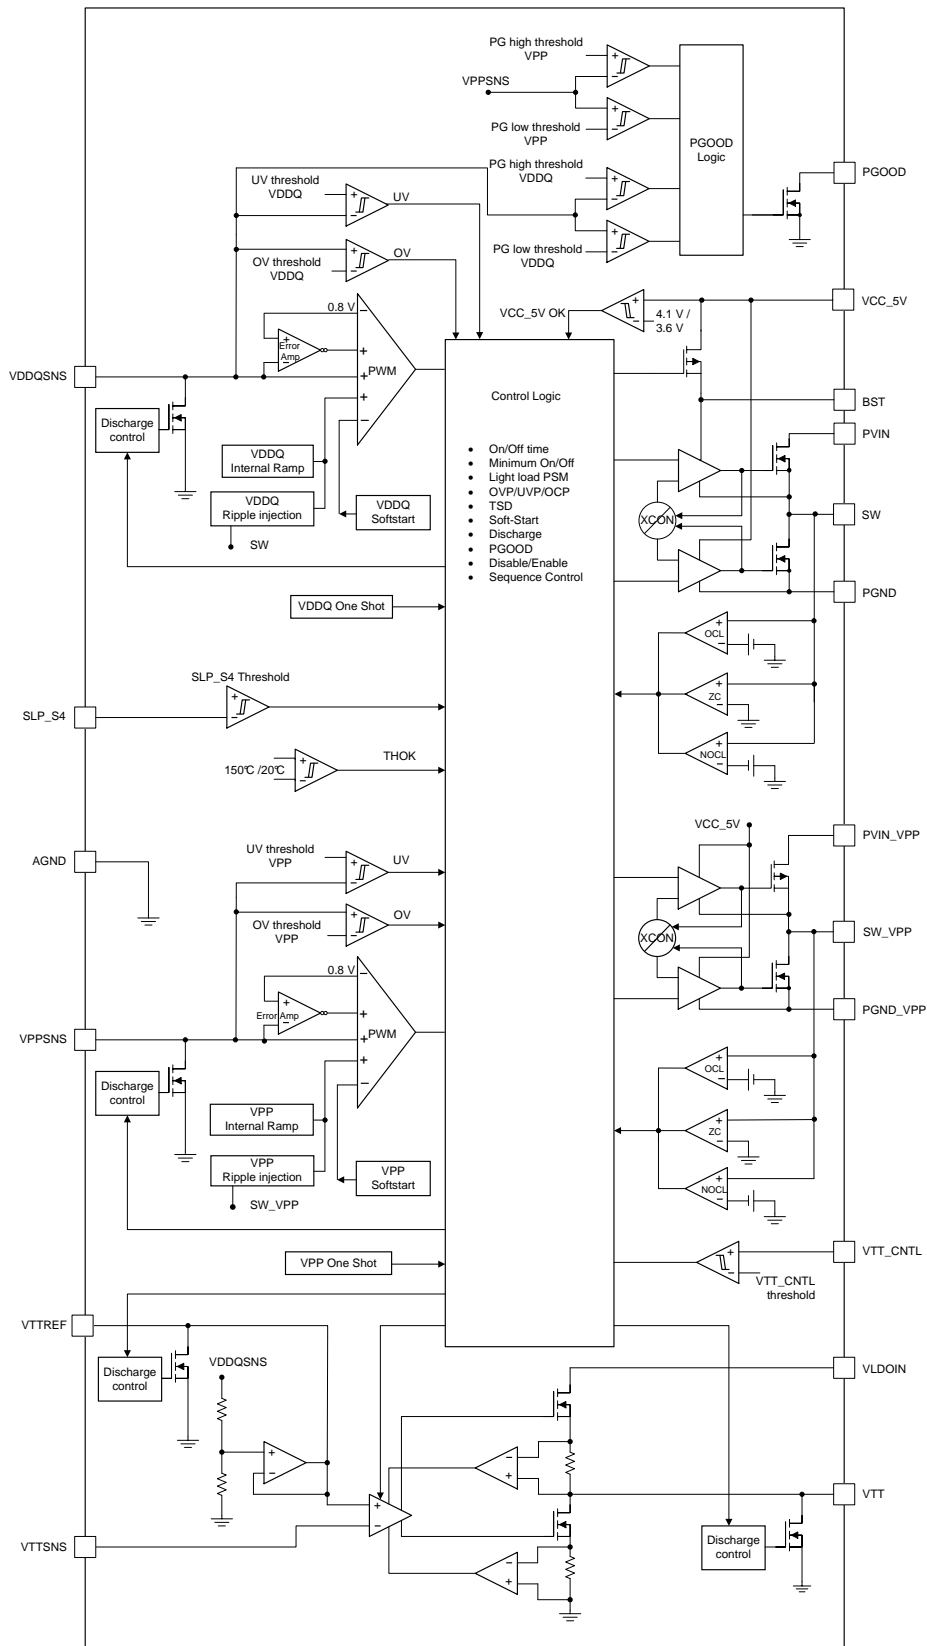 PG high threshold
VPP
VPPSNS
PG low threshold
VPP
PGOOD
Logic
PG high threshold
VDDQ
PG low threshold
VDDQ
PGOOD
UV threshold
VDDQ
UV
OV threshold
VDDQ
OV
VCC_5V OK
4.1 V /
3.6 V
VCC_5V
0.8 V
Error
Amp
PWM
VDDQSNS
Discharge
control
VDDQ
Internal Ramp
VDDQ
Ripple injection
SW
VDDQ
Softstart
Control Logic
• On/Off time
• Minimum On/Off
• Light load PSM
• OVP/UVP/OCP
• TSD
• Soft-Start
• Discharge
• PGOOD
• Disable/Enable
• Sequence Control
BST
PVIN
XCON
SW
PGND
VDDQ One Shot
OCL
ZC
NOCL
SLP_S4 Threshold
SLP_S4
150°C /20°C
THOK
VCC_5V
PVIN_VPP
AGND
UV threshold
VPP
UV
OV threshold
VPP
OV
XCON
SW_VPP
PGND_VPP
0.8 V
Error Amp
PWM
VPPSNS
Discharge
control
VPP
Internal Ramp
VPP
Ripple injection
SW_VPP
VPP
Softstart
OCL
ZC
NOCL
VPP One Shot
VTT_CNTL
VTT_CNTL
threshold
VTTREF
Discharge
control
VDDQSNS
VLDOIN
VTT
VTTSNS
Discharge
control